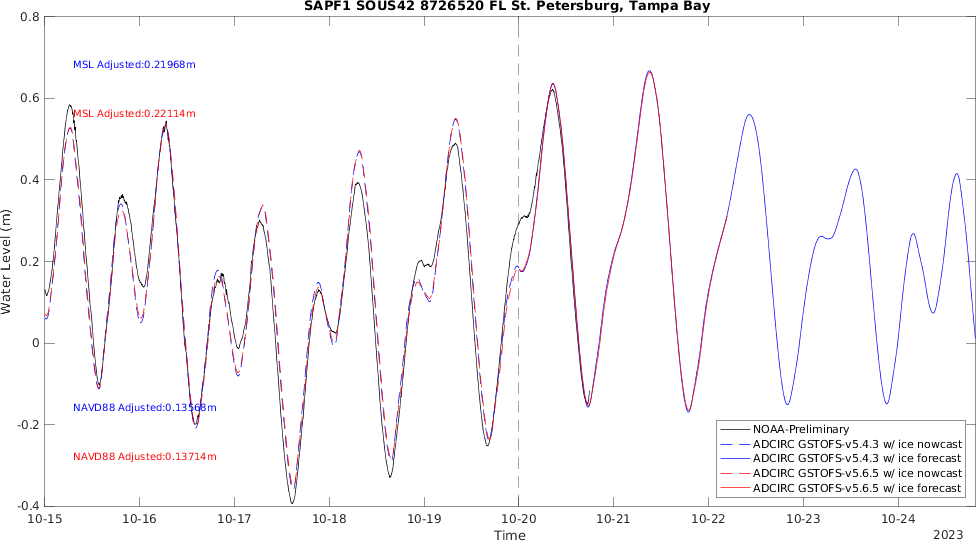 SAPF1 SOUS42 8726520 FL St. Petersburg, Tampa Bay
0.8
0.6
0.4
0.2
0
-0.2
-0.4
Water Level (m)
MSL Adjusted:0.21968m
MSL Adjusted:0.22114m
NAVD88 Adjusted:0.13568m
NAVD88 Adjusted:0.13714m
NOAA-Preliminary
ADCIRC GSTOFS-v5.4.3 w/ ice nowcast
ADCIRC GSTOFS-v5.4.3 w/ ice forecast
ADCIRC GSTOFS-v5.6.5 w/ ice nowcast
ADCIRC GSTOFS-v5.6.5 w/ ice forecast
10-15 10-16 10-17 10-18 10-19 10-20 10-21 10-22 10-23 10-24
Time
2023